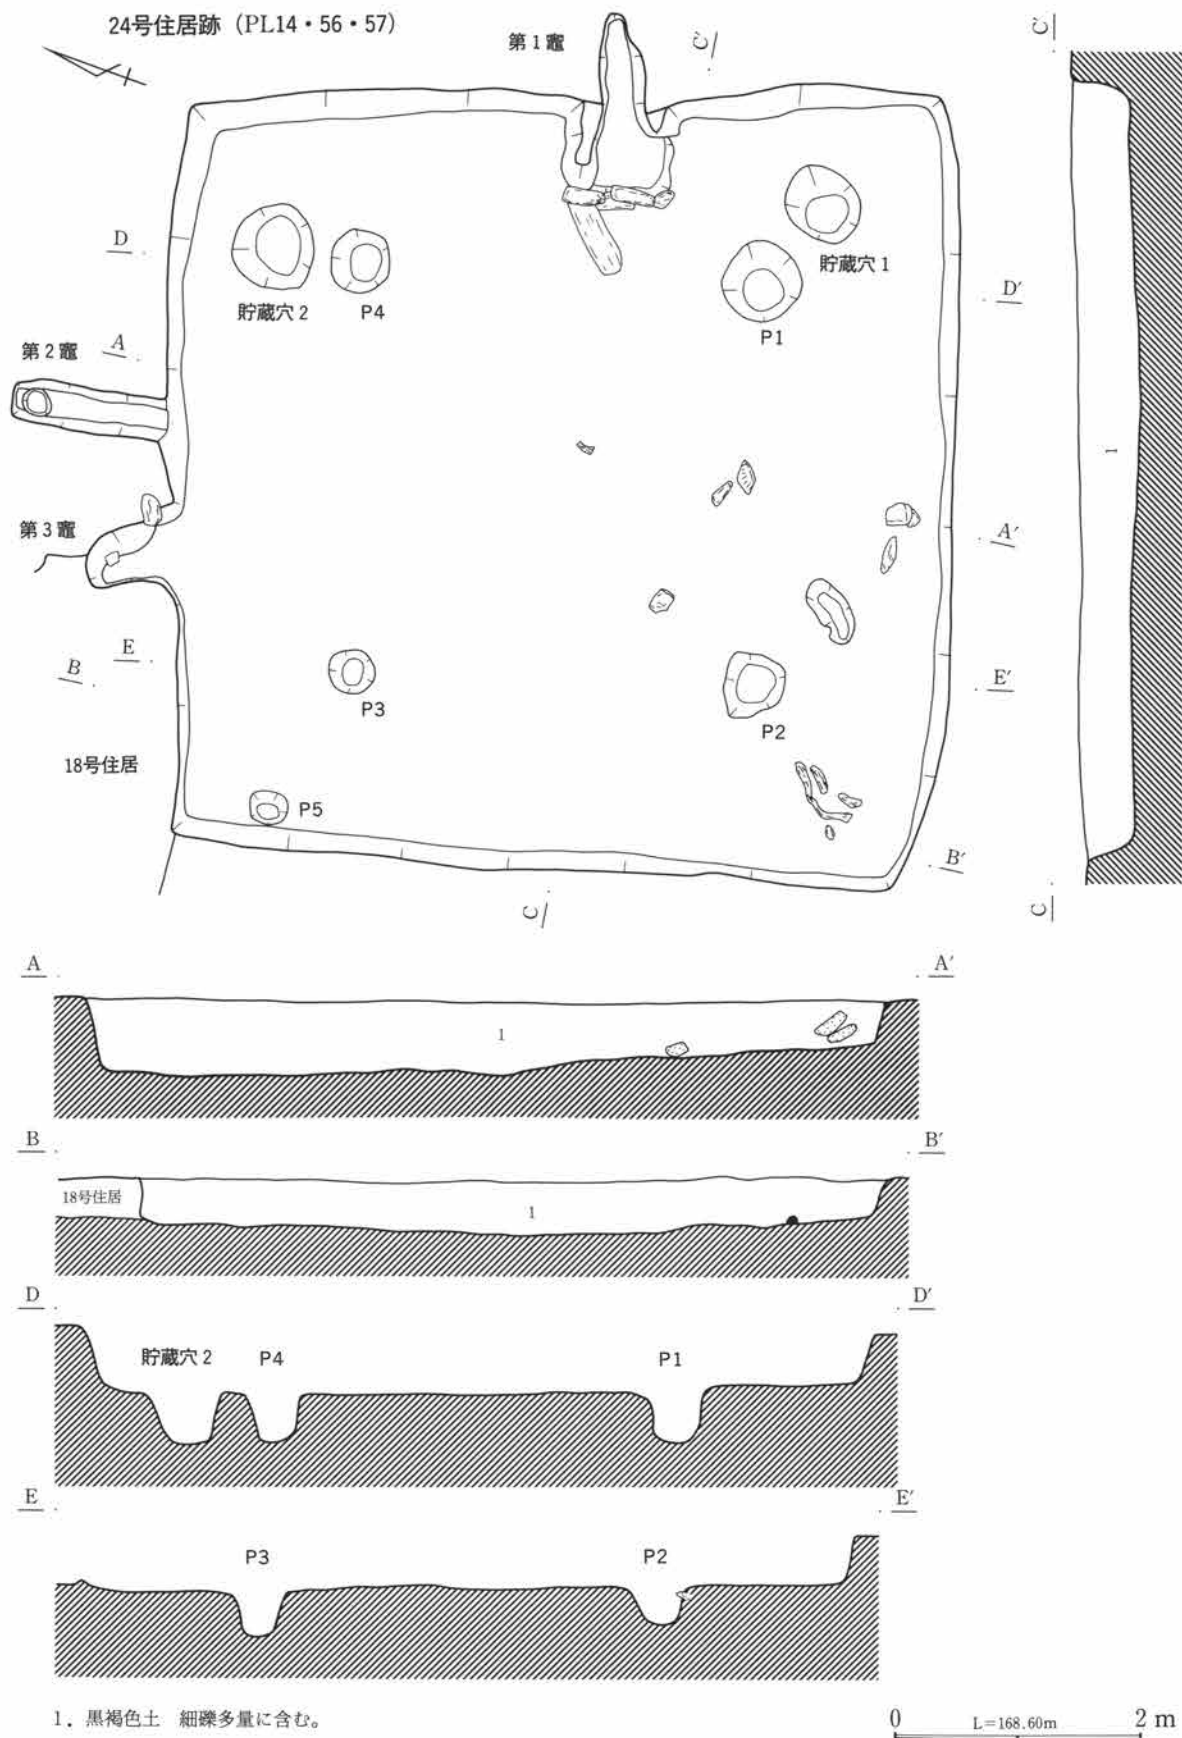 24号住居跡 (PL14・56・57)
第1竈
C′
C′
D
貯蔵穴2
P4
貯蔵穴1
P1
D′
第2竈
A
第3竈
A′
1
B
E
P3
P2
E′
18号住居
P5
B′
C
C
A
A′
1
B
B′
18号住居
1
D
D′
貯蔵穴2
P4
P1
E
E′
P3
P2
1. 黒褐色土 細礫多量に含む。
0 L=168.60m 2 m